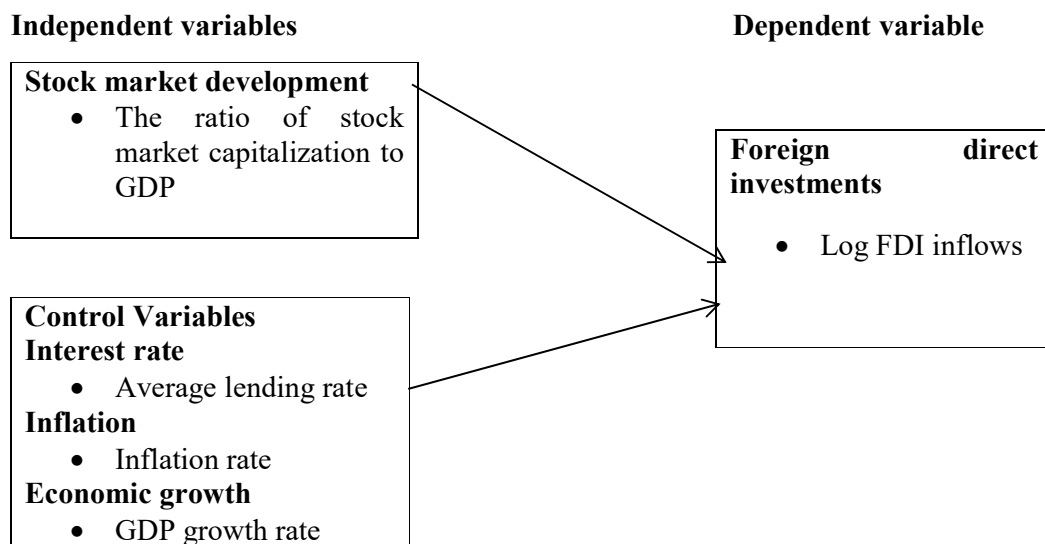 Independent variables
Dependent variable
Stock market development
• The ratio of stock
market capitalization to
GDP
Foreign direct
investments
• Log FDI inflows
Control Variables
Interest rate
• Average lending rate
Inflation
• Inflation rate
Economic growth
• GDP growth rate